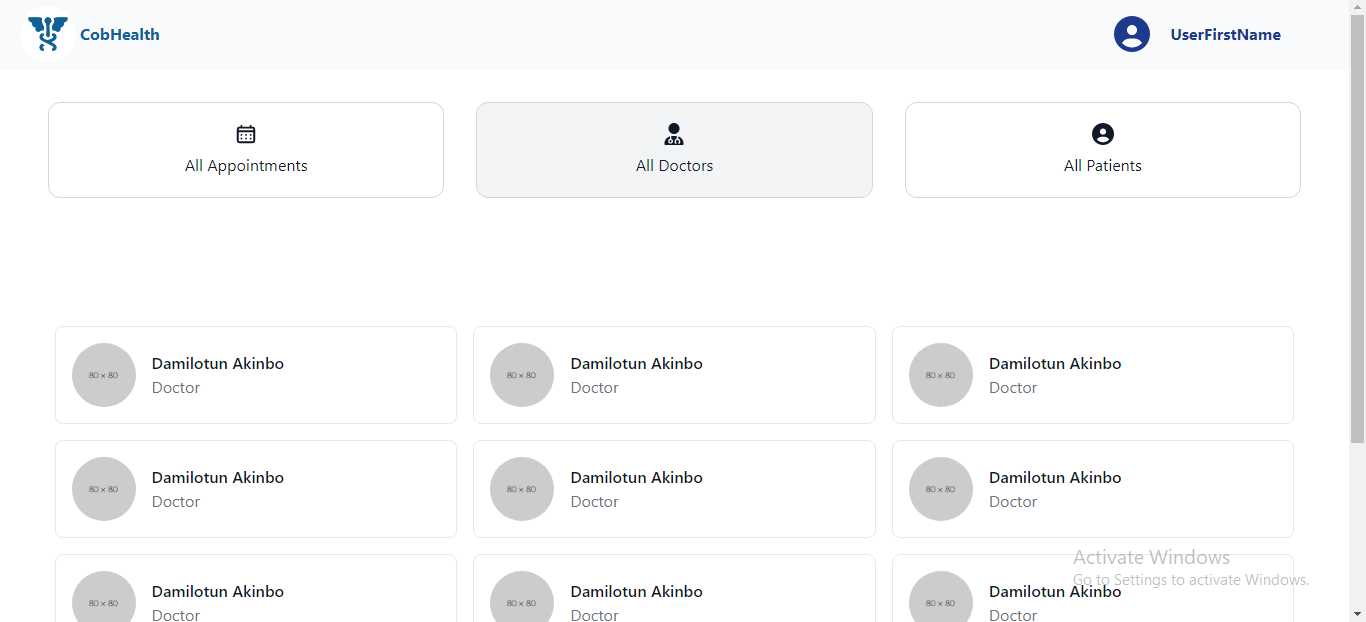 CobHealth
UserFirstName
All Appointments
All Doctors
All Patients
80 × 80
Damilotun Akinbo
Doctor
80 × 80
Damilotun Akinbo
Doctor
80 × 80
Damilotun Akinbo
Doctor
80 × 80
Damilotun Akinbo
Doctor
80 × 80
Damilotun Akinbo
Doctor
80 × 80
Damilotun Akinbo
Doctor
80 × 80
Damilotun Akinbo
Doctor
80 × 80
Damilotun Akinbo
Doctor
80 × 80
Damilotun Akinbo
Doctor
Activate Windows
Go to Settings to activate Windows.